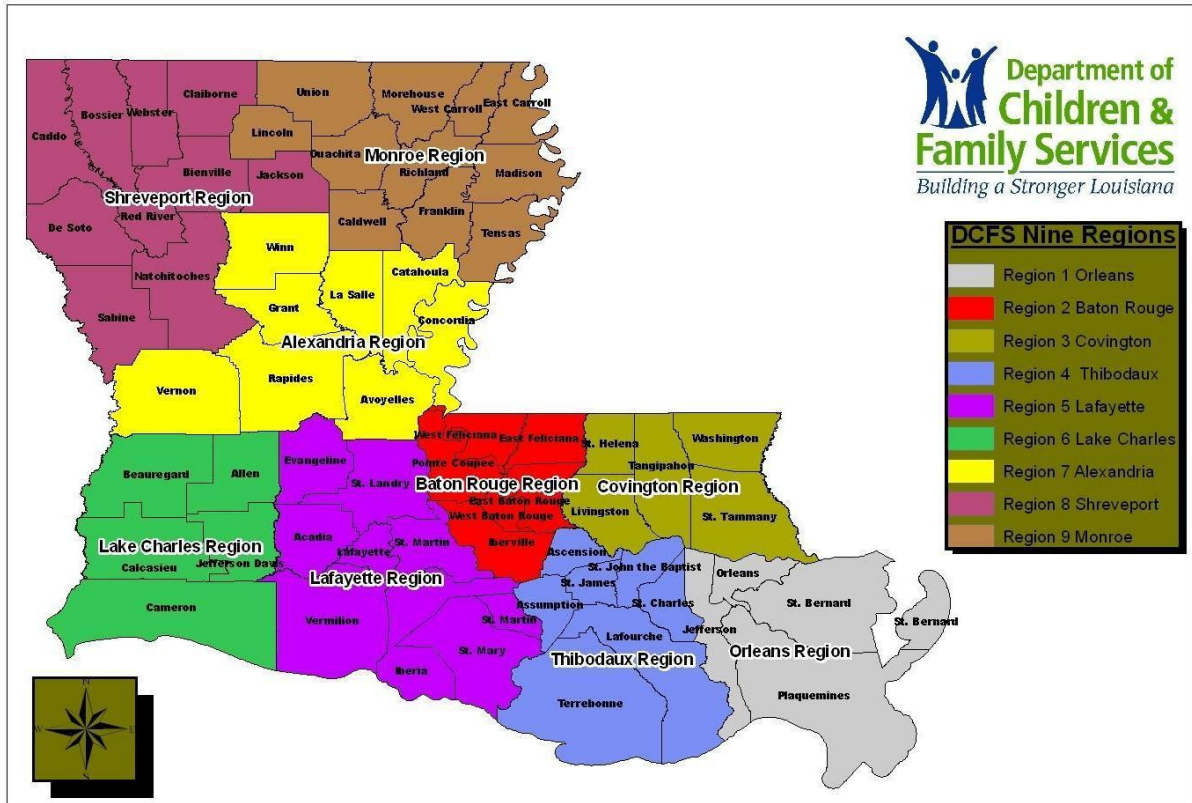 Department of
Children &
Family Services
Building a Stronger Louisiana
DCFS Nine Regions
Region 1 Orleans
Region 2 Baton Rouge
Region 3 Covington
Region 4 Thibodaux
Region 5 Lafayette
Region 6 Lake Charles
Region 7 Alexandria
Region 8 Shreveport
Region 9 Monroe
Caddo
Bossier
Webster
Claiborne
Bienville
Jackson
Shreveport Region
De Soto
Red River
Natchitoches
Sabine
Union
Morehouse
West Carroll
East Carroll
Lincoln
Ouachita
Monroe Region
Richland
Madison
Caldwell
Franklin
Tensas
Winn
Catahoula
La Salle
Grant
Concordia
Alexandria Region
Vernon
Rapides
Avoyelles
West Feliciana
East Feliciana
Pointe Coupee
Baton Rouge Region
East Baton Rouge
West Baton Rouge
Iberville
St. Helena
Washington
Tangipahoa
Covington Region
Livingston
St. Tammany
Beauregard
Allen
Lake Charles Region
Calcasieu
Jefferson Davis
Cameron
Evangeline
St. Landry
Acadia
Lafayette
St. Martin
Lafayette Region
Vermilion
St. Martin
St. Mary
Iberia
Ascension
St. John the Baptist
St. James
Assumption
St. Charles
Lafourche
Thibodaux Region
Terrebonne
Orleans
St. Bernard
St. Bernard
Jefferson
Orleans Region
Plaquemines
N
W
E
S